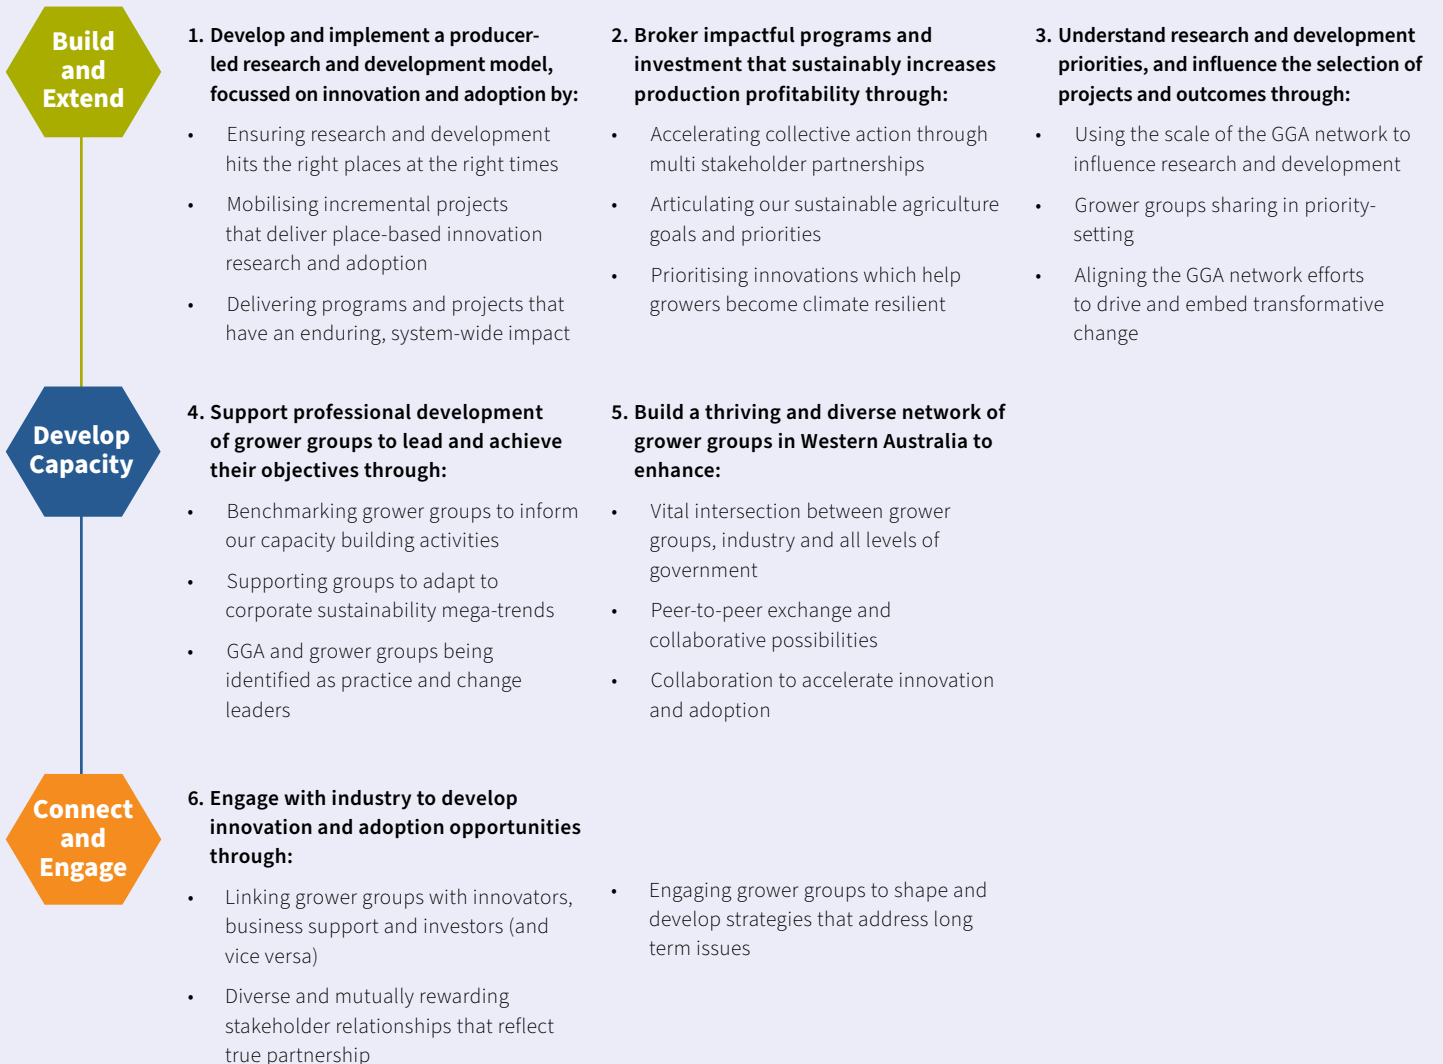 Build
and
Extend
1. Develop and implement a producer-
led research and development model,
focussed on innovation and adoption by:
• Ensuring research and development
hits the right places at the right times
• Mobilising incremental projects
that deliver place-based innovation
research and adoption
• Delivering programs and projects that
have an enduring, system-wide impact
2. Broker impactful programs and
investment that sustainably increases
production profitability through:
• Accelerating collective action through
multi stakeholder partnerships
• Articulating our sustainable agriculture
goals and priorities
• Prioritising innovations which help
growers become climate resilient
3. Understand research and development
priorities, and influence the selection of
projects and outcomes through:
• Using the scale of the GGA network to
influence research and development
• Grower groups sharing in priority-
setting
• Aligning the GGA network efforts
to drive and embed transformative
change
Develop
Capacity
4. Support professional development
of grower groups to lead and achieve
their objectives through:
• Benchmarking grower groups to inform
our capacity building activities
• Supporting groups to adapt to
corporate sustainability mega-trends
• GGA and grower groups being
identified as practice and change
leaders
5. Build a thriving and diverse network of
grower groups in Western Australia to
enhance:
• Vital intersection between grower
groups, industry and all levels of
government
• Peer-to-peer exchange and
collaborative possibilities
• Collaboration to accelerate innovation
and adoption
Connect
and
Engage
6. Engage with industry to develop
innovation and adoption opportunities
through:
• Linking grower groups with innovators,
business support and investors (and
vice versa)
• Diverse and mutually rewarding
stakeholder relationships that reflect
true partnership
• Engaging grower groups to shape and
develop strategies that address long
term issues